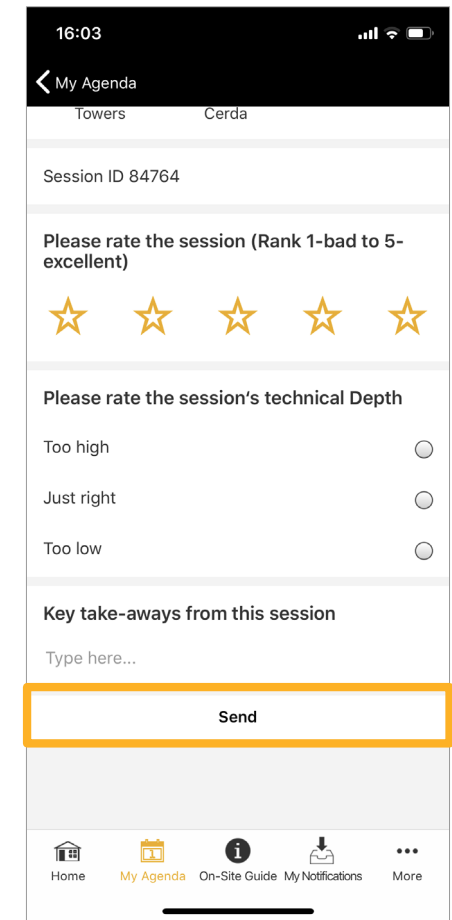 16:03
My Agenda
Towers Cerda
Session ID 84764
Please rate the session (Rank 1-bad to 5-
excellent)
Please rate the session‘s technical Depth
Too high
Just right
Too low
Key take-aways from this session
Type here...
Send
1
Home My Agenda On-Site Guide My Notifications More